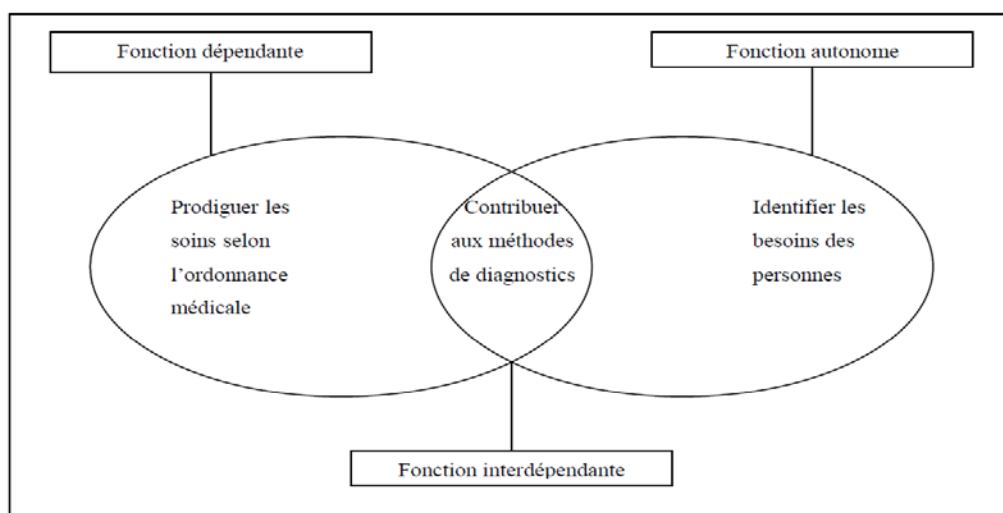 Fonction dépendante
Fonction autonome
Prodiguer les
soins selon
l'ordonnance
médicale
Contribuer
aux méthodes
de diagnostics
Identifier les
besoins des
personnes
Fonction interdépendante